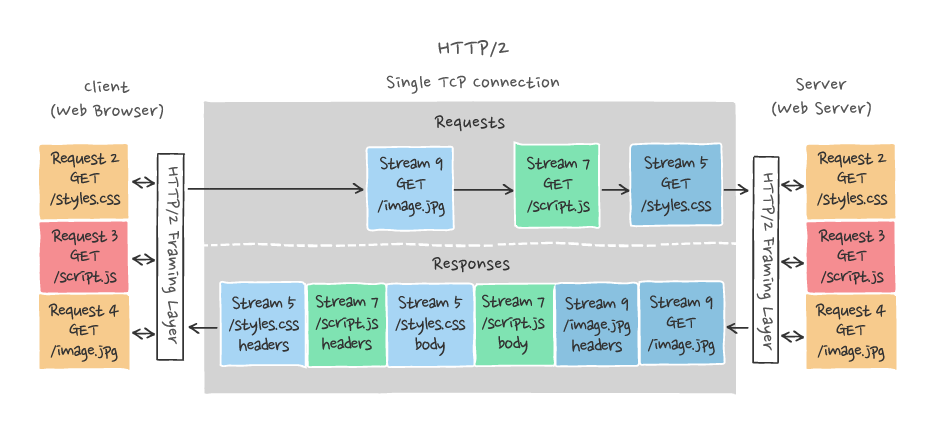 HTTP/2
Single TCP connection
client
(Web Browser)
Server
(Web Server)
Requests
Request 2
GET
/styles.css
Request 3
GET
/script.js
Request 4
GET
/image.jpg
HTTP/2 Framing Layer
Stream 9
GET
/image.jpg
Stream 7
GET
/script.js
Stream 5
GET
/styles.css
Responses
Stream 5
/styles.css
headers
Stream 7
/script.js
headers
Stream 5
/styles.css
body
Stream 7
/script.js
body
Stream 9
/image.jpg
headers
Stream 9
GET
/image.jpg
HTTP/2 Framing Layer
Request 2
GET
/styles.css
Request 3
GET
/script.js
Request 4
GET
/image.jpg